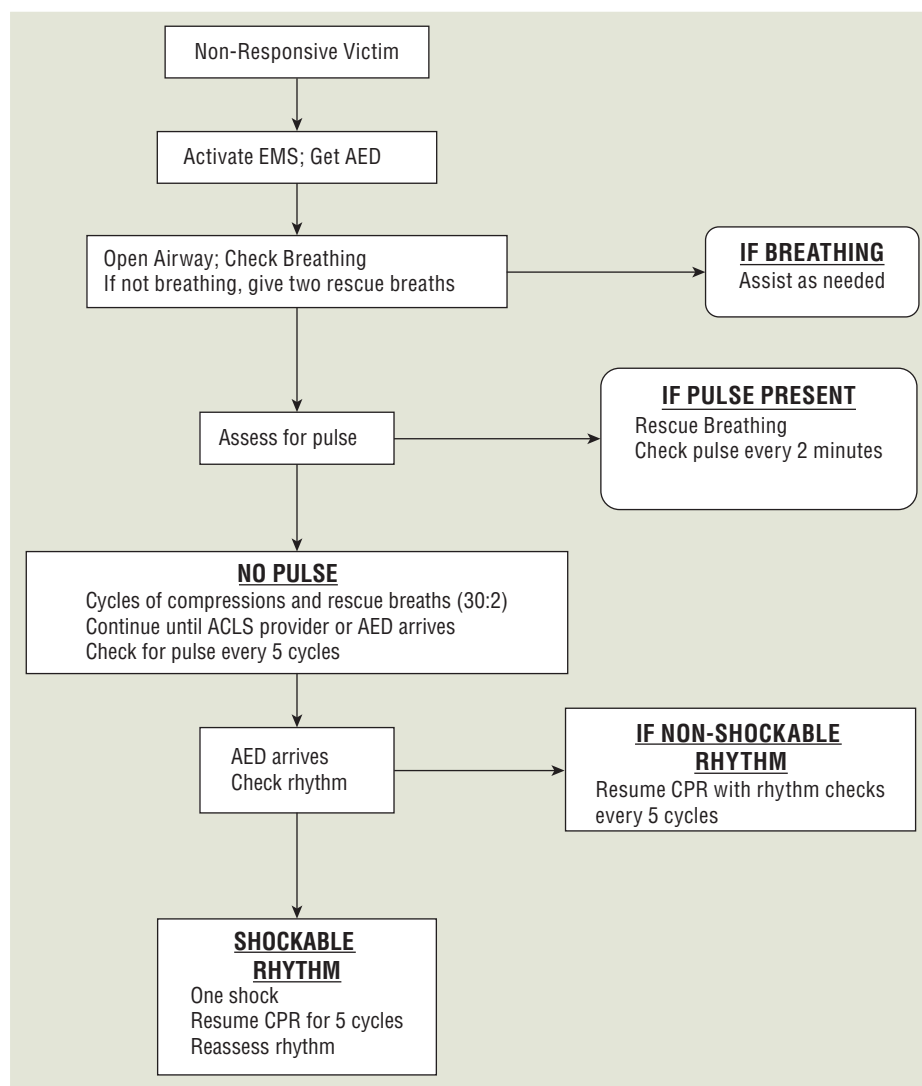 Non-Responsive Victim
Activate EMS; Get AED
Open Airway; Check Breathing
If not breathing, give two rescue breaths
IF BREATHING
Assist as needed
Assess for pulse
IF PULSE PRESENT
Rescue Breathing
Check pulse every 2 minutes
NO PULSE
Cycles of compressions and rescue breaths (30:2)
Continue until ACLS provider or AED arrives
Check for pulse every 5 cycles
AED arrives
Check rhythm
IF NON-SHOCKABLE
RHYTHM
Resume CPR with rhythm checks
every 5 cycles
SHOCKABLE
RHYTHM
One shock
Resume CPR for 5 cycles
Reassess rhythm